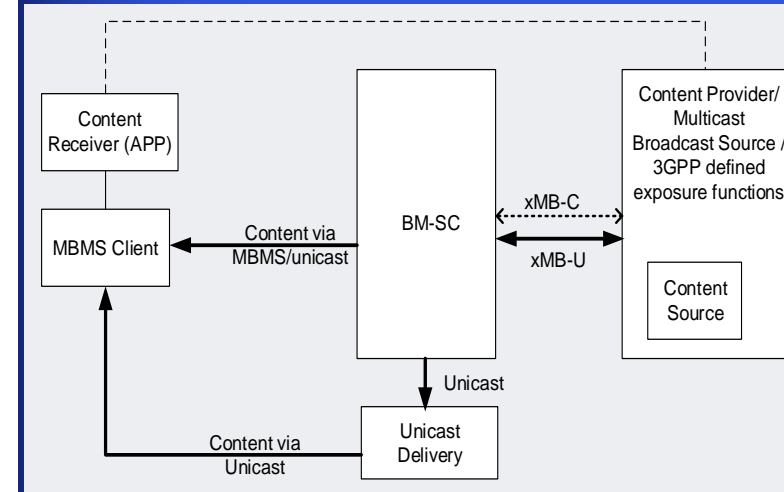 Content
Receiver (APP)
MBMS Client
Content via
MBMS/unicast
BM-SC
xMB-C
xMB-U
Content Provider/
Multicast
Broadcast Source /
3GPP defined
exposure functions
Content
Source
Unicast
Unicast
Delivery
Content via
Unicast